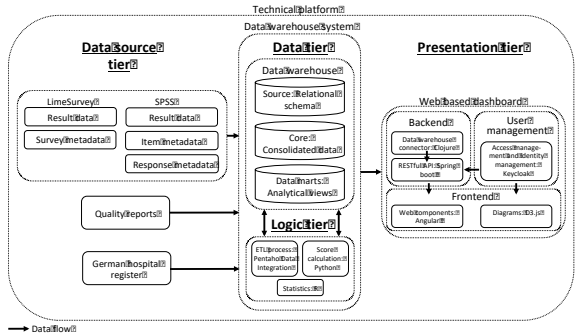 Technical platform
Data warehouse system
Data source
tier
Data tier
Presentation tier
LimeSurvey
Result data
Survey metadata
SPSS
Result data
Item metadata
Response metadata
Quality reports
German hospital
register
Data warehouse
Source: Relational
schema
Core:
Consolidated data
Data marts:
Analytical views
Logic tier
ETL process:
Pentaho Data
Integration
Score
calculation:
Python
Statistics: R
Web based dashboard
Backend
Data warehouse
connector: Clojure
RESTful API: Spring
boot
User
management
Access manage-
ment and identity
management:
Keycloak
Frontend
Web components:
Angular
Diagrams: D3.js
Data flow